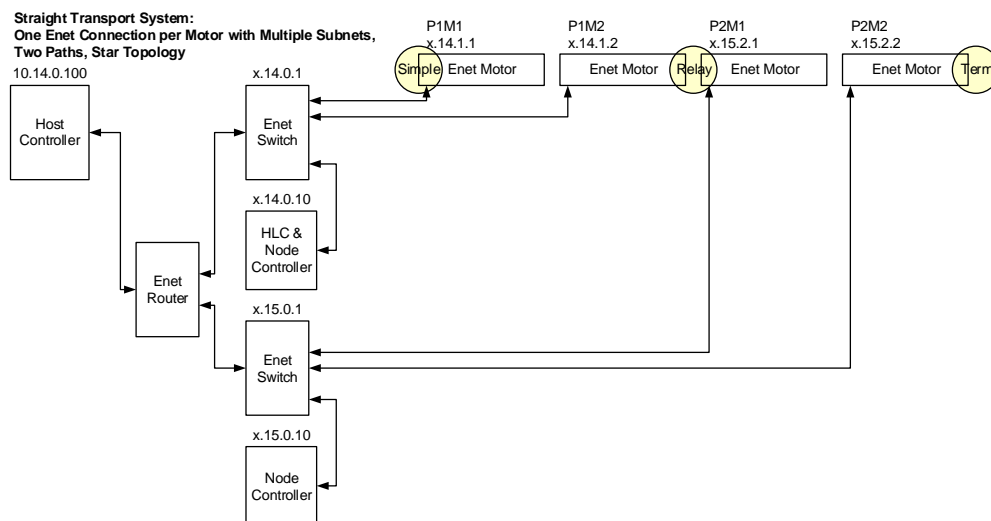 Straight Transport System:
One Enet Connection per Motor with Multiple Subnets,
Two Paths, Star Topology
P1M1
x.14.1.1
P1M2
x.14.1.2
P2M1
x.15.2.1
P2M2
x.15.2.2
Simple
Enet Motor
Enet Motor
Relay
Enet Motor
Enet Motor
Term
10.14.0.100
Host
Controller
x.14.0.1
Enet
Switch
x.14.0.10
HLC &
Node
Controller
Enet
Router
x.15.0.1
Enet
Switch
x.15.0.10
Node
Controller